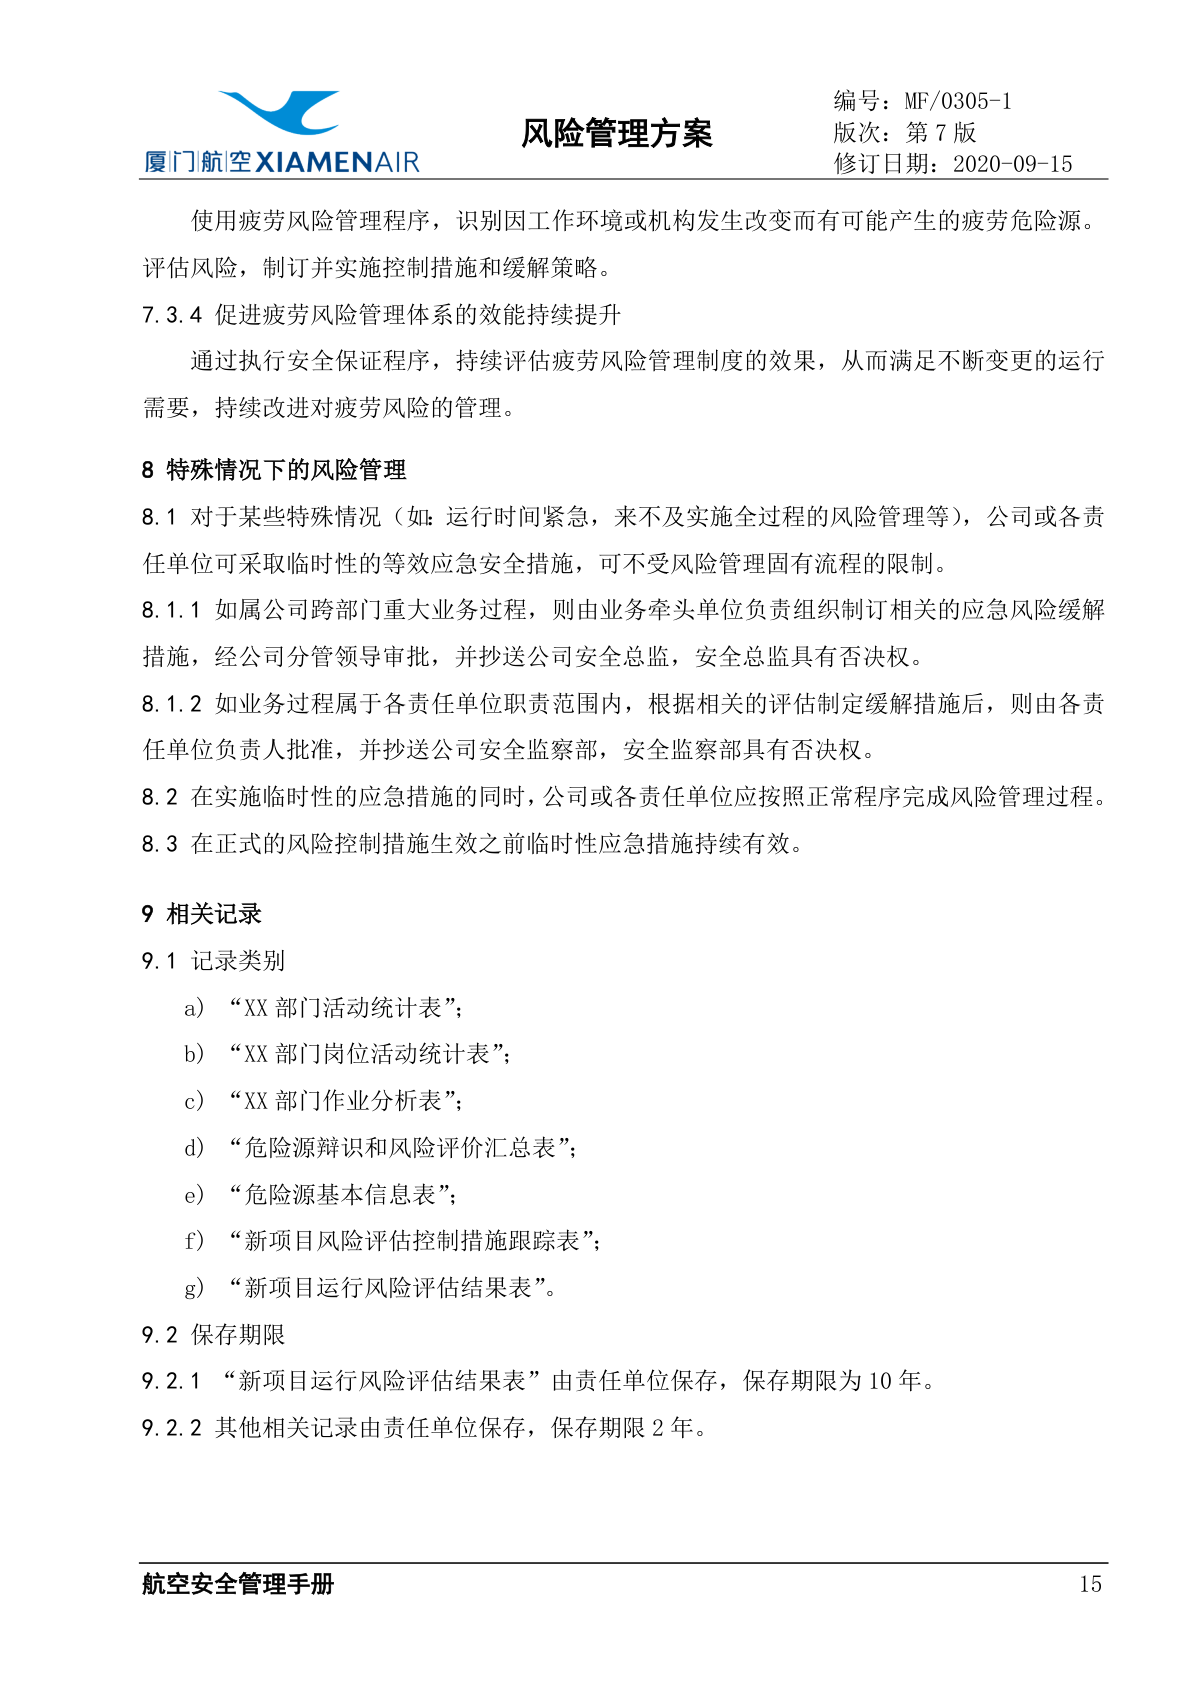 厦门航空 XIAMENAIR
风险管理方案
编号：MF/0305-1
版次：第 7 版
修订日期：2020-09-15
使用疲劳风险管理程序，识别因工作环境或机构发生改变而有可能产生的疲劳危险源。
评估风险，制订并实施控制措施和缓解策略。
7.3.4 促进疲劳风险管理体系的效能持续提升
通过执行安全保证程序，持续评估疲劳风险管理制度的效果，从而满足不断变更的运行
需要，持续改进对疲劳风险的管理。
8 特殊情况下的风险管理
8.1 对于某些特殊情况（如：运行时间紧急，来不及实施全过程的风险管理等），公司或各责
任单位可采取临时性的等效应急安全措施，可不受风险管理固有流程的限制。
8.1.1 如属公司跨部门重大业务过程，则由业务牵头单位负责组织制订相关的应急风险缓解
措施，经公司分管领导审批，并抄送公司安全总监，安全总监具有否决权。
8.1.2 如业务过程属于各责任单位职责范围内，根据相关的评估制定缓解措施后，则由各责
任单位负责人批准，并抄送公司安全监察部，安全监察部具有否决权。
8.2 在实施临时性的应急措施的同时，公司或各责任单位应按照正常程序完成风险管理过程。
8.3 在正式的风险控制措施生效之前临时性应急措施持续有效。
9 相关记录
9.1 记录类别
a) “XX 部门活动统计表”；
b) “XX 部门岗位活动统计表”；
c) “XX 部门作业分析表”；
d) “危险源辩识和风险评价汇总表”；
e) “危险源基本信息表”；
f) “新项目风险评估控制措施跟踪表”；
g) “新项目运行风险评估结果表”。
9.2 保存期限
9.2.1 “新项目运行风险评估结果表”由责任单位保存，保存期限为 10 年。
9.2.2 其他相关记录由责任单位保存，保存期限 2 年。
航空安全管理手册
15